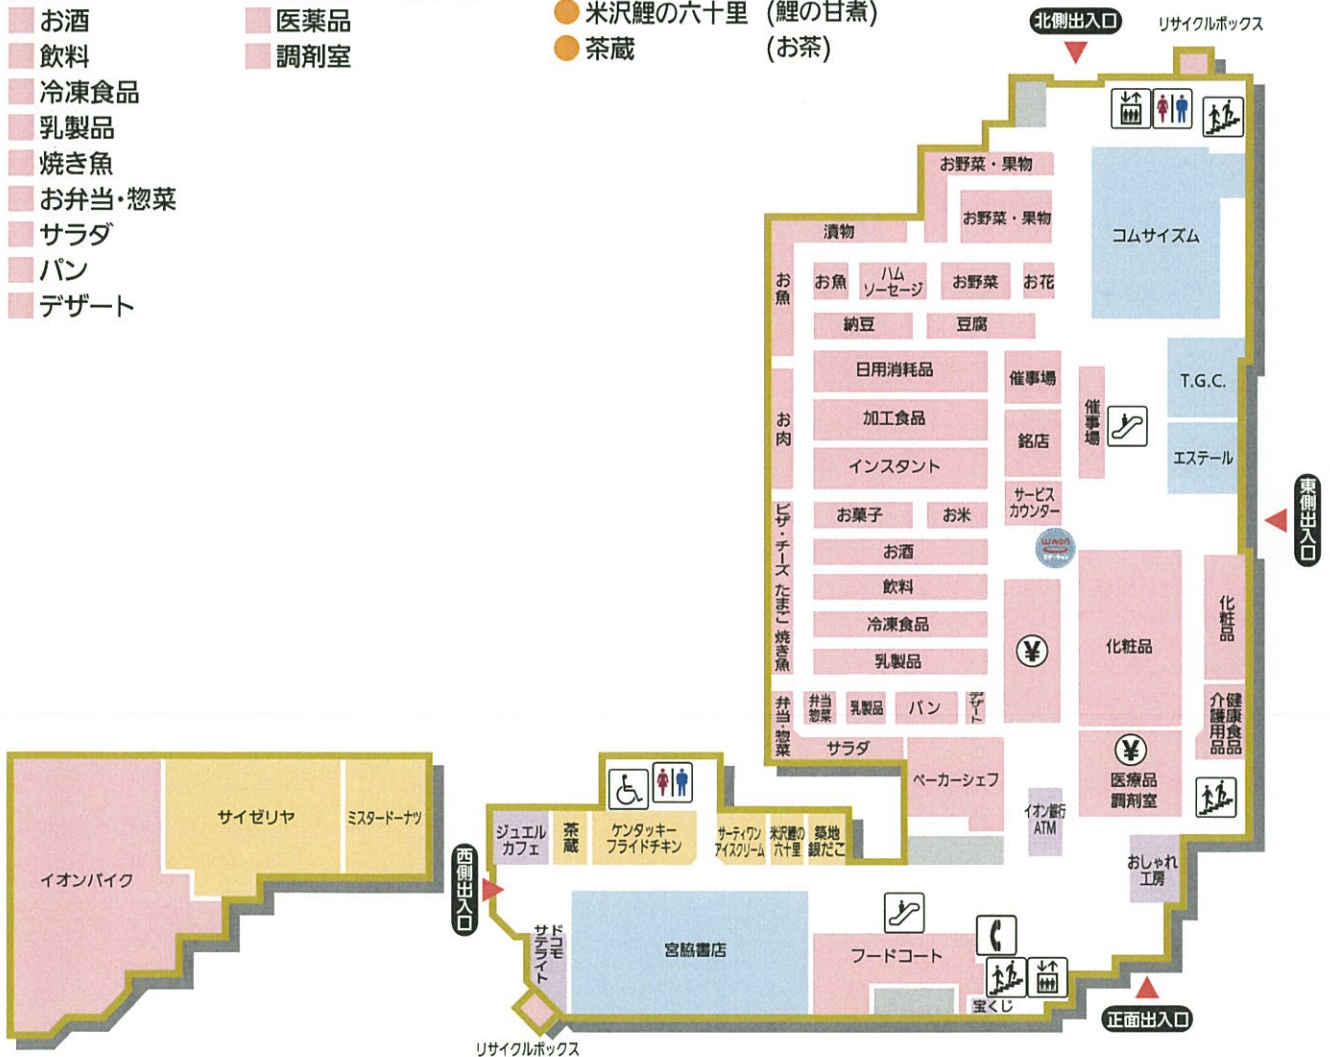 お酒
飲料
冷凍食品
乳製品
焼き魚
お弁当・惣菜
サラダ
パン
デザート
医薬品
調剤室
米沢鯉の六十里 (鯉の甘煮)
茶蔵 (お茶)
北側出入口
リサイクルボックス
お野菜・果物
お野菜・果物
コムサイズム
漬物
お魚
お魚
ハム
ソーセージ
お野菜
お花
納豆
豆腐
日用消耗品
催事場
催事場
T.G.C.
お肉
加工食品
銘店
エステール
インスタント
サービス
カウンター
東側出入口
ピザ・チーズ
たまご
焼き魚
お菓子
お米
WAON
お酒
飲料
冷凍食品
乳製品
¥
化粧品
化粧品
弁当・惣菜
弁当
惣菜
乳製品
パン
デザート
健康食品
介護用品
サラダ
ベーカーシェフ
¥
医療品
調剤室
イオン銀行
ATM
おしゃれ
工房
イオンバイク
サイゼリヤ
ミスタードーナツ
西側出入口
ジュエル
カフェ
茶蔵
ケンタッキー
フライドチキン
サーティワン
アイスクリーム
米沢鯉の
六十里
築地
銀だこ
ドコモ
サテライト
宮脇書店
フードコート
宝くじ
正面出入口
リサイクルボックス